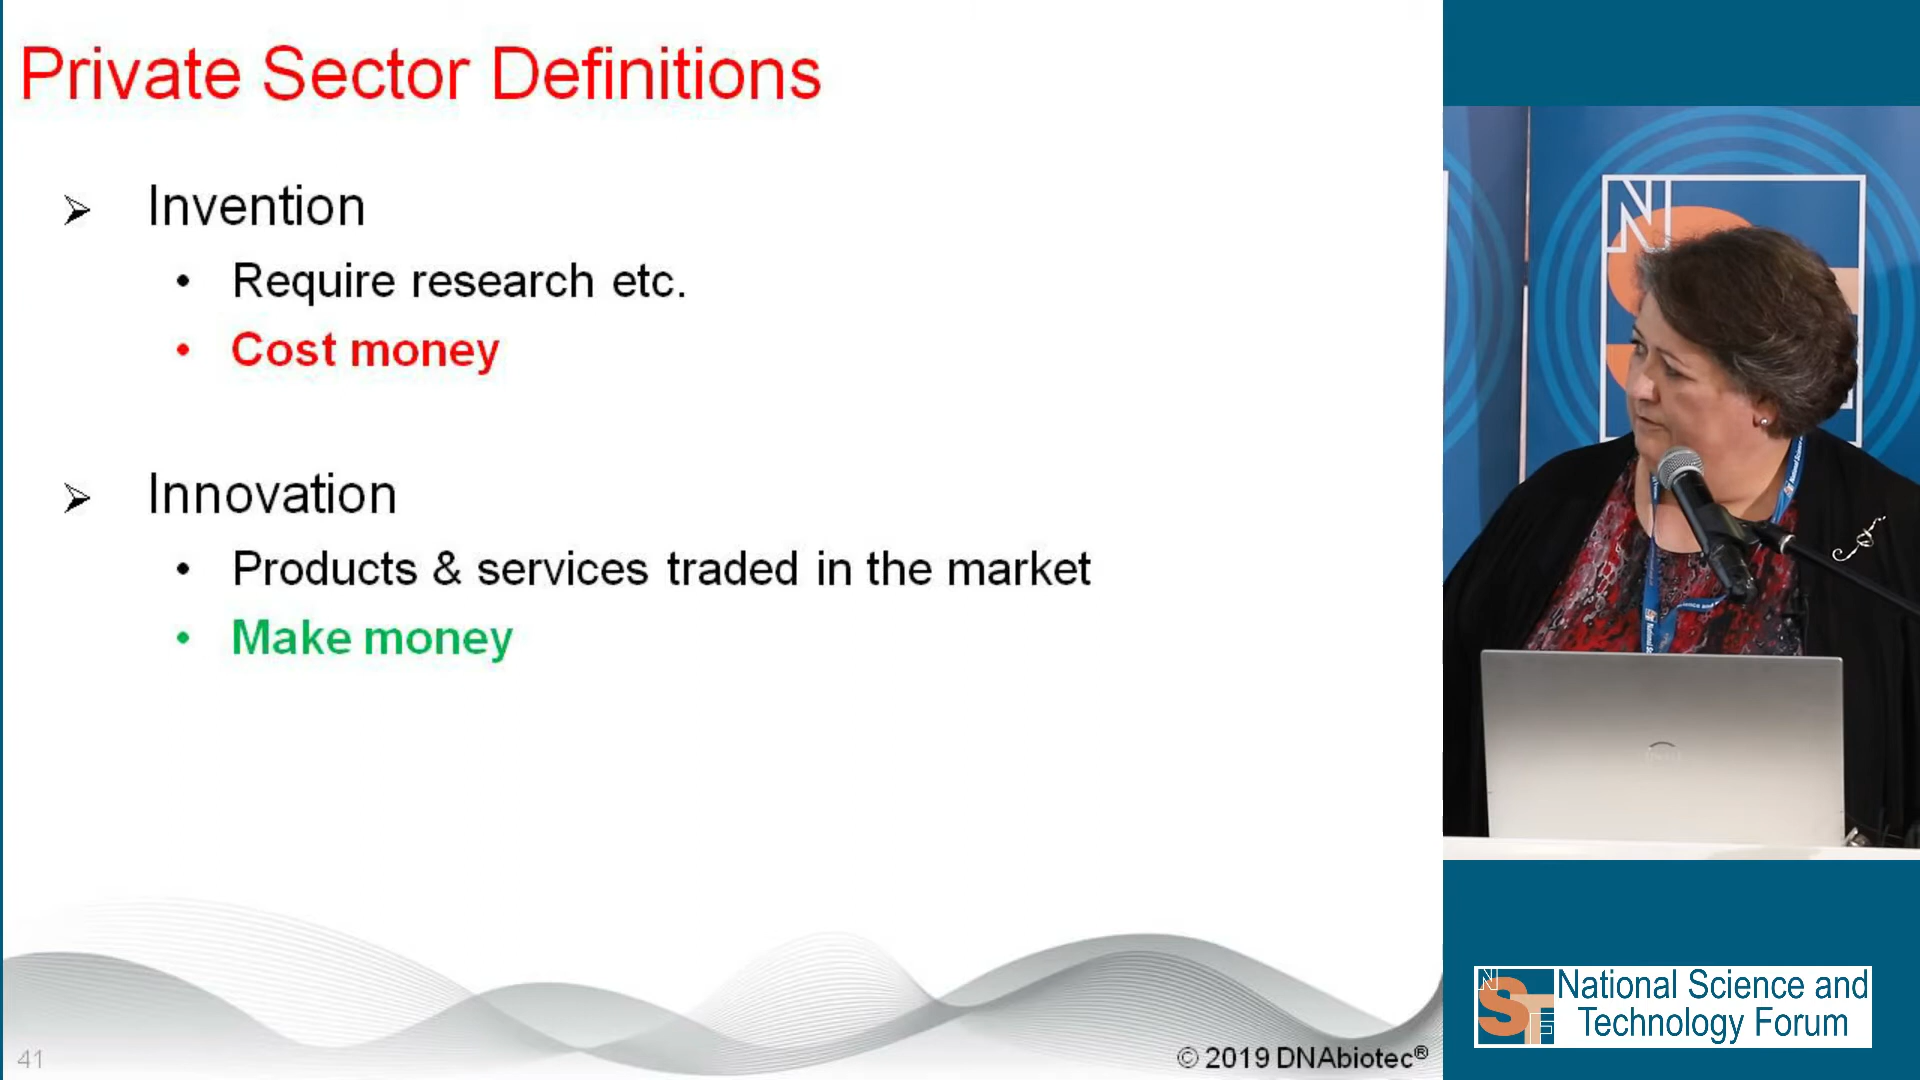 Private Sector Definitions
➢ Invention
• Require research etc.
• Cost money
➢ Innovation
• Products & services traded in the market
• Make money
41
© 2019 DNAbiotec®
National Science and
Technology Forum